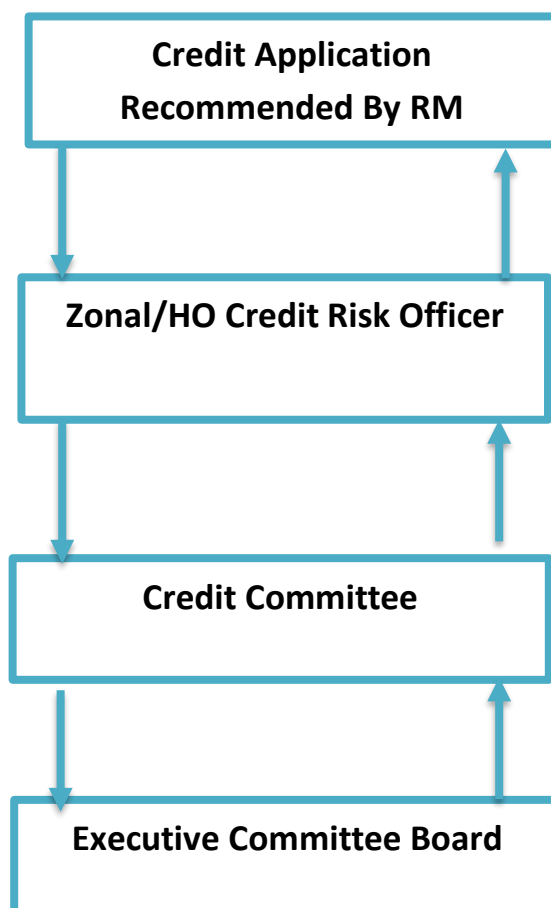 Credit Application
Recommended By RM
Zonal/HO Credit Risk Officer
Credit Committee
Executive Committee Board